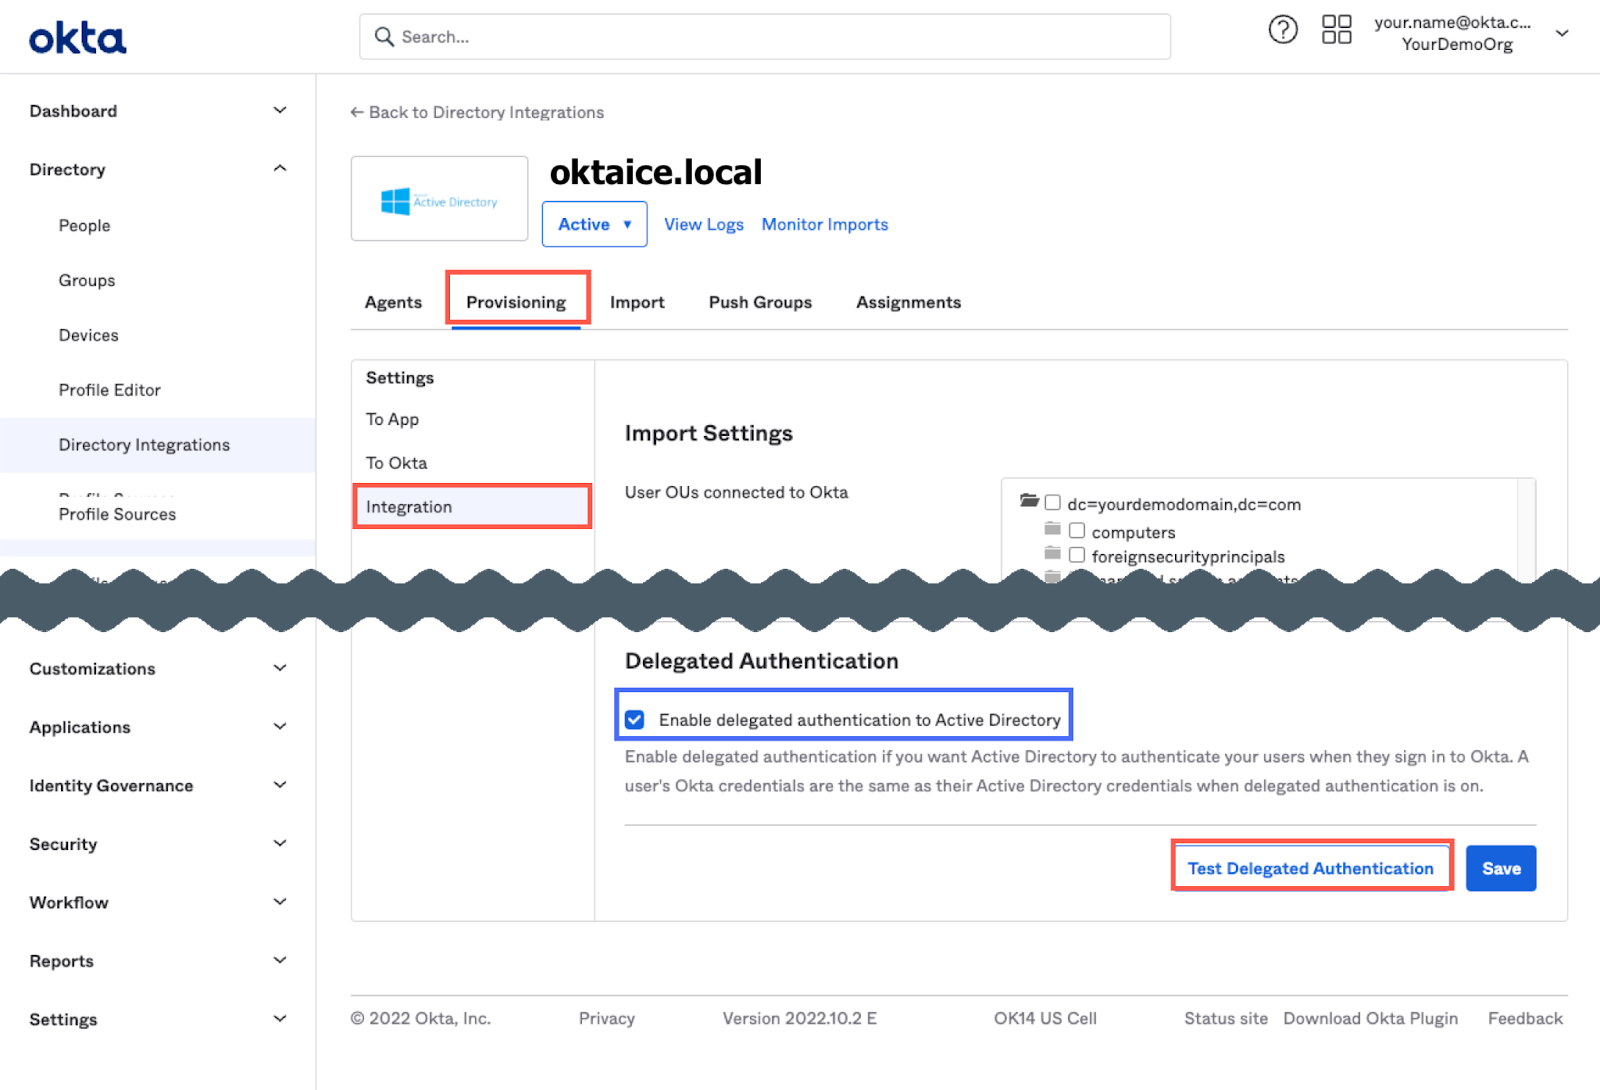 okta
Search...
your.name@okta.c...
YourDemoOrg
Dashboard
Directory
People
Groups
Devices
Profile Editor
Directory Integrations
Profile Sources
Customizations
Applications
Identity Governance
Security
Workflow
Reports
Settings
← Back to Directory Integrations
Active Directory
oktaice.local
Active ▼
View Logs
Monitor Imports
Agents
Provisioning
Import
Push Groups
Assignments
Settings
To App
To Okta
Integration
Import Settings
User OUs connected to Okta
dc=yourdemodomain,dc=com
computers
foreignsecurityprincipals
Delegated Authentication
Enable delegated authentication to Active Directory
Enable delegated authentication if you want Active Directory to authenticate your users when they sign in to Okta. A
user's Okta credentials are the same as their Active Directory credentials when delegated authentication is on.
Test Delegated Authentication
Save
© 2022 Okta, Inc.
Privacy
Version 2022.10.2 E
OK14 US Cell
Status site
Download Okta Plugin
Feedback